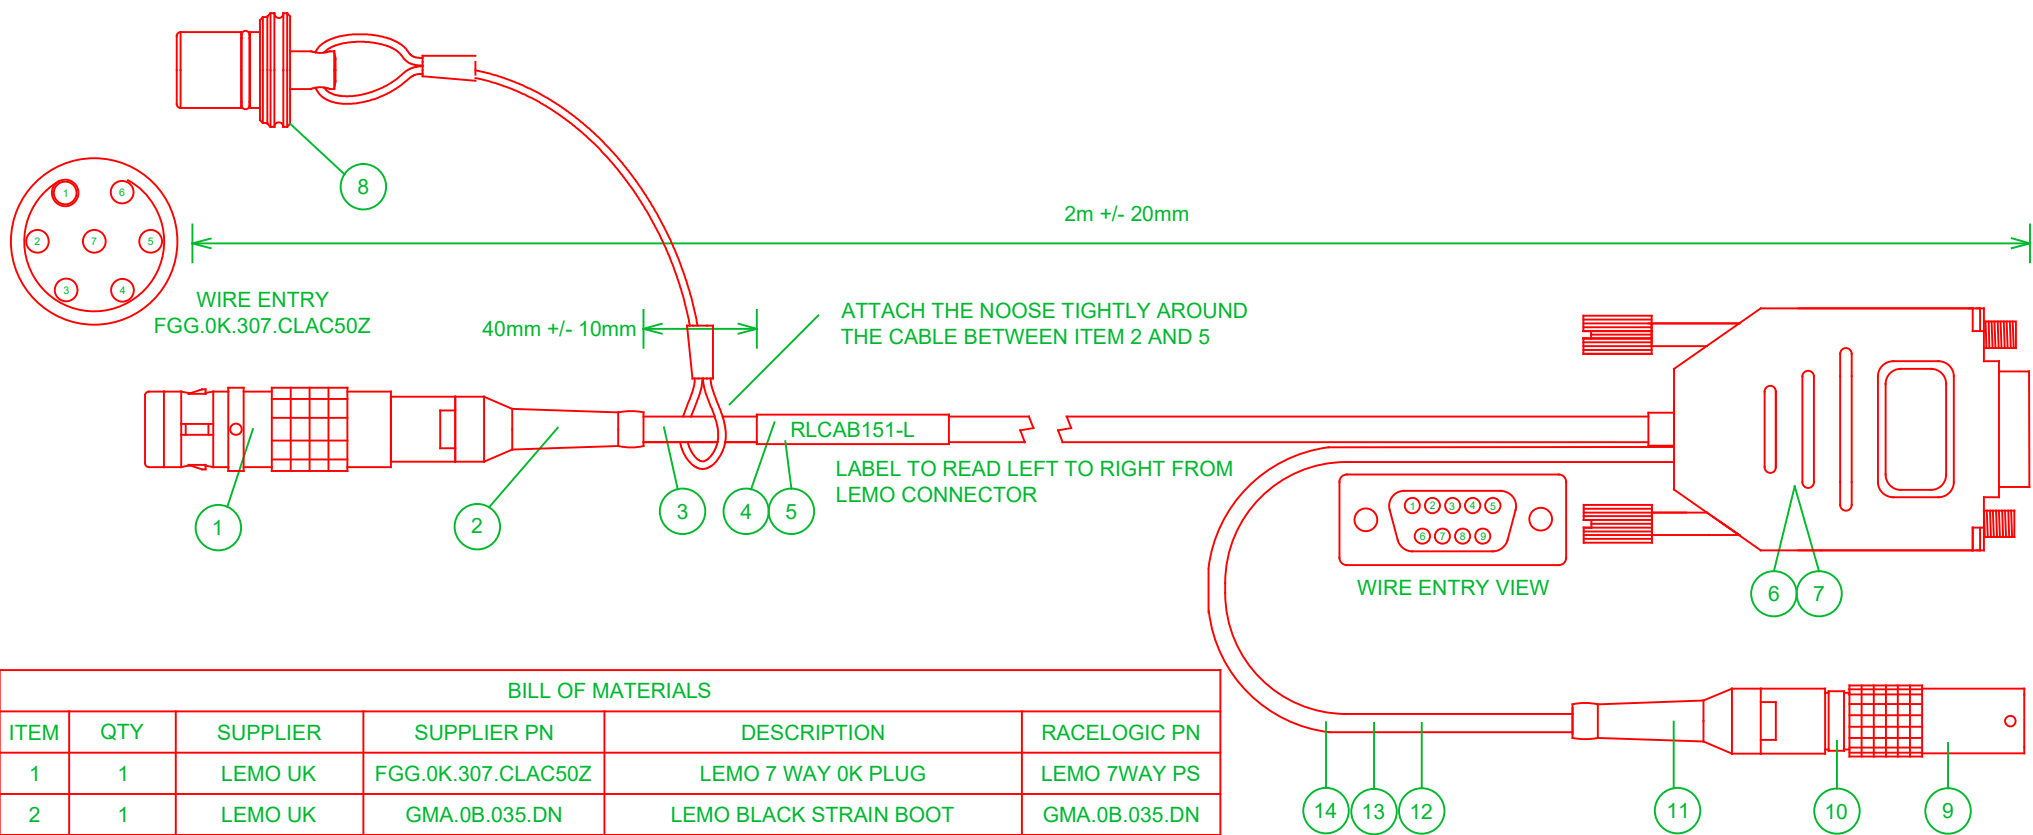 8
1
6
2
7
5
3
4
2m +/- 20mm
WIRE ENTRY
FGG.0K.307.CLAC50Z
40mm +/- 10mm
ATTACH THE NOOSE TIGHTLY AROUND
THE CABLE BETWEEN ITEM 2 AND 5
RLCAB151-L
LABEL TO READ LEFT TO RIGHT FROM
LEMO CONNECTOR
1
2
3
4
5
1 2 3 4 5
6 7 8 9
WIRE ENTRY VIEW
6
7
BILL OF MATERIALS
ITEM QTY SUPPLIER SUPPLIER PN DESCRIPTION RACELOGIC PN
1 1 LEMO UK FGG.0K.307.CLAC50Z LEMO 7 WAY 0K PLUG LEMO 7WAY PS
2 1 LEMO UK GMA.0B.035.DN LEMO BLACK STRAIN BOOT GMA.0B.035.DN
14
13
12
11
10
9